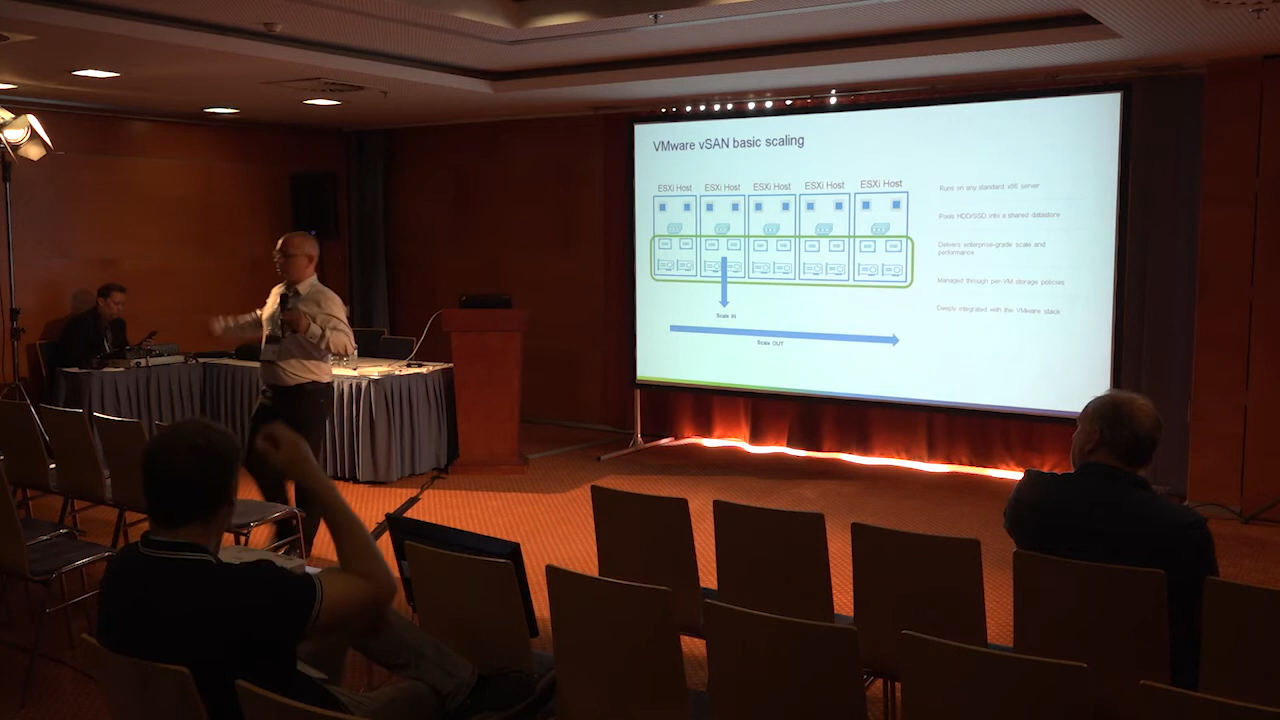 VMware vSAN basic scaling
ESXi Host ESXi Host ESXi Host ESXi Host ESXi Host
Runs on any standard x86 server
Pools HDD/SSD into a shared datastore
Delivers enterprise-grade scale and
performance
Managed through per-VM storage policies
Deeply integrated with the VMware stack
Scale IN
Scale OUT